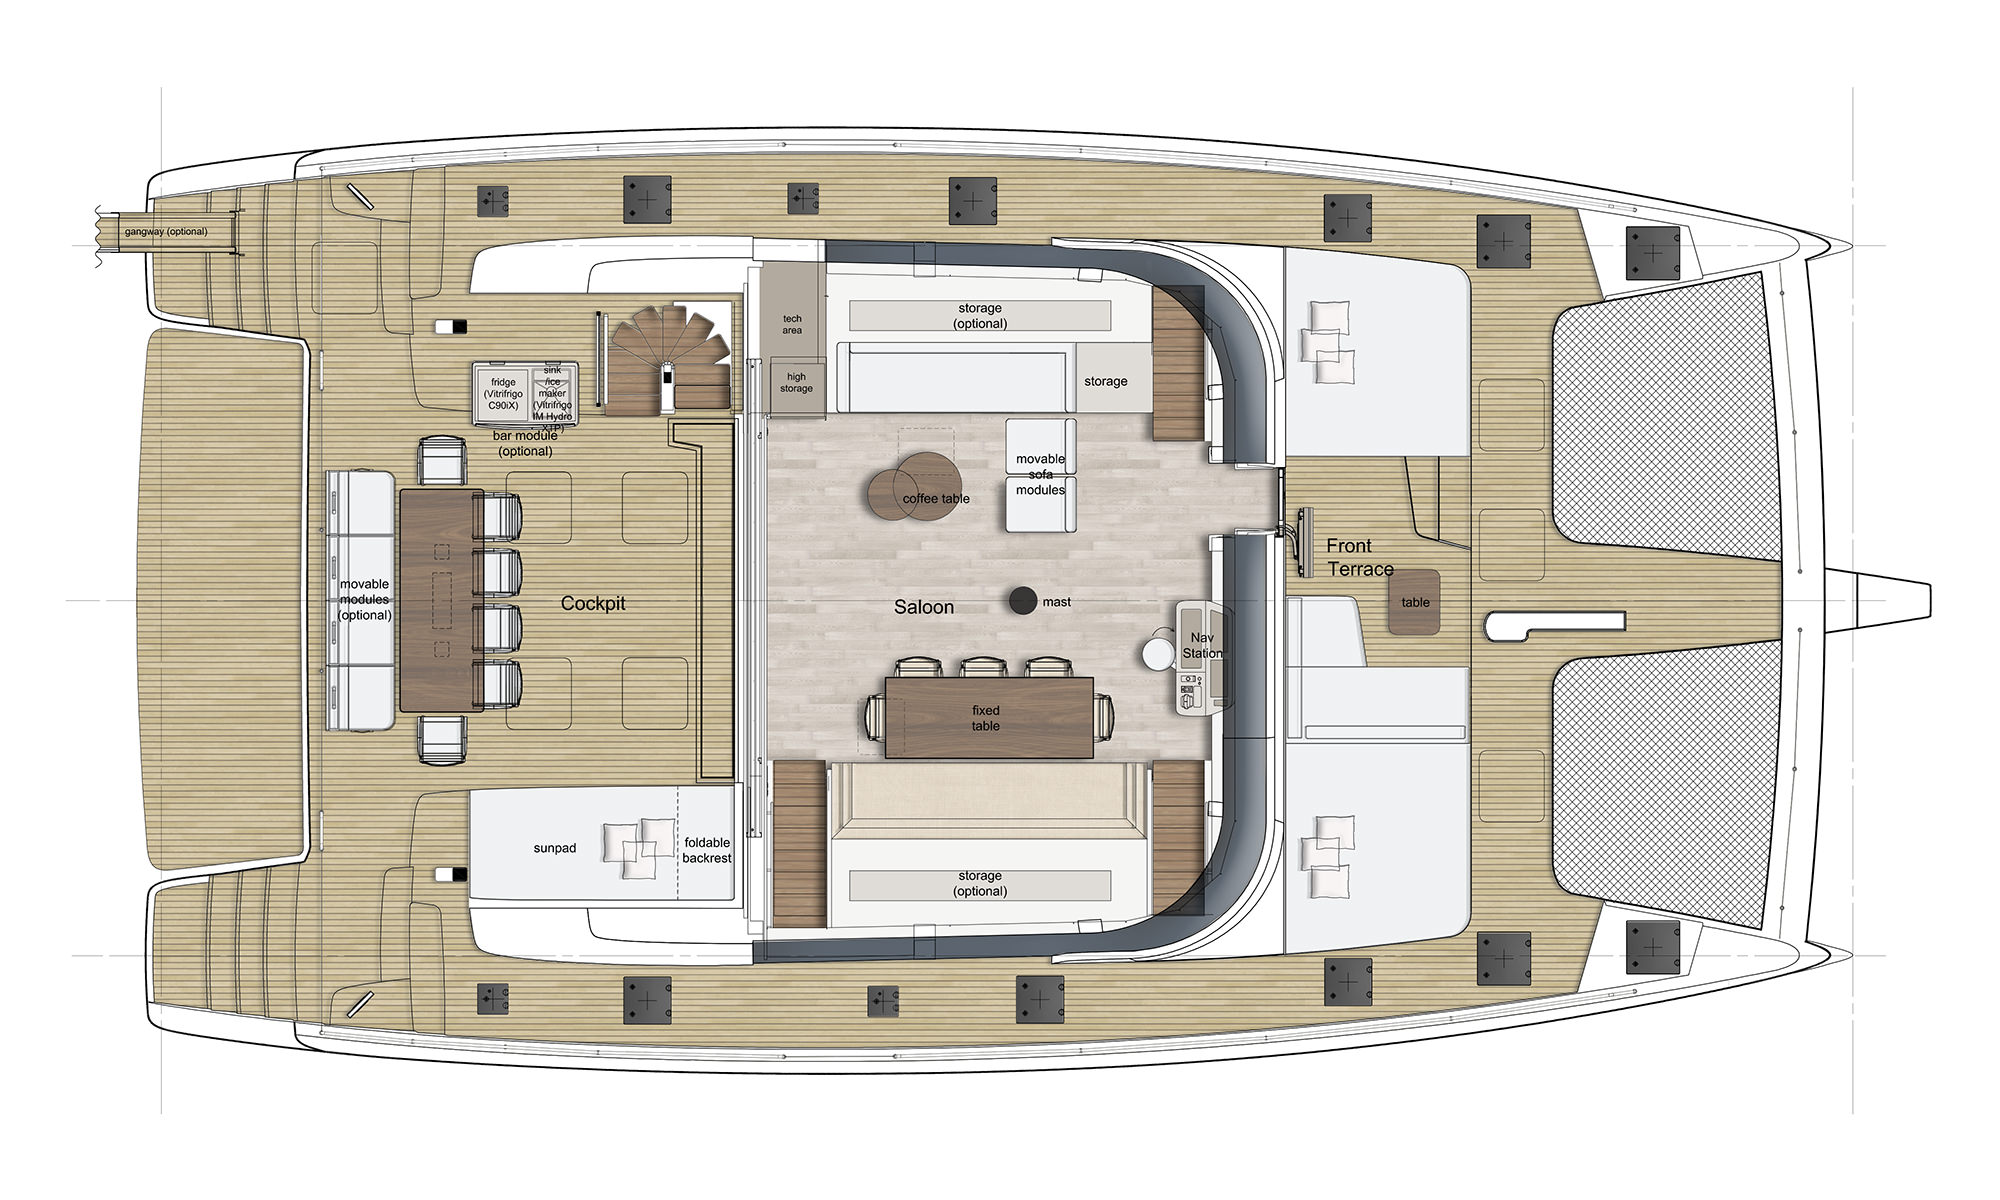 gangway (optional)
fridge
(Vitrifrigo
C90iX)
sink
/ice
maker
(Vitrifrigo
IM Hydro
XTP)
bar module
(optional)
movable
modules
(optional)
Cockpit
sunpad
foldable
backrest
tech
area
high
storage
storage
(optional)
storage
movable
sofa
modules
coffee table
Saloon
mast
Nav
Station
fixed
table
storage
(optional)
Front
Terrace
table